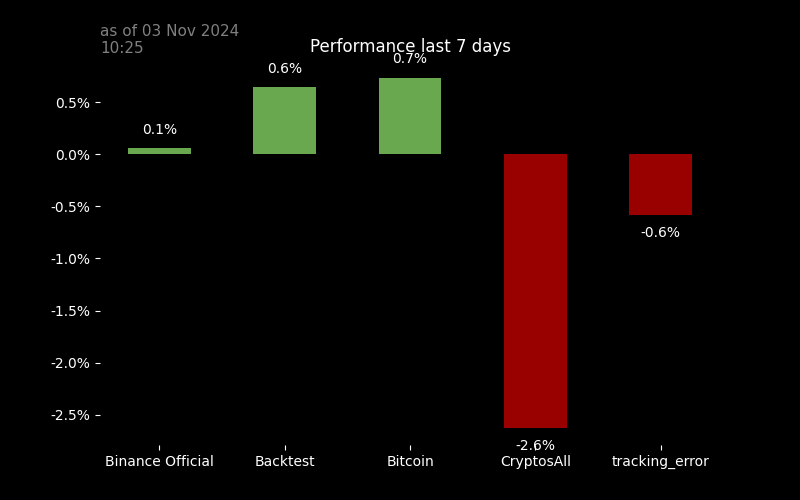 as of 03 Nov 2024
10:25
Performance last 7 days
0.7%
0.6%
0.1%
0.5%
0.0%
-0.5%
-0.6%
-1.0%
-1.5%
-2.0%
-2.5%
-2.6%
Binance Official
Backtest
Bitcoin
CryptosAll
tracking_error